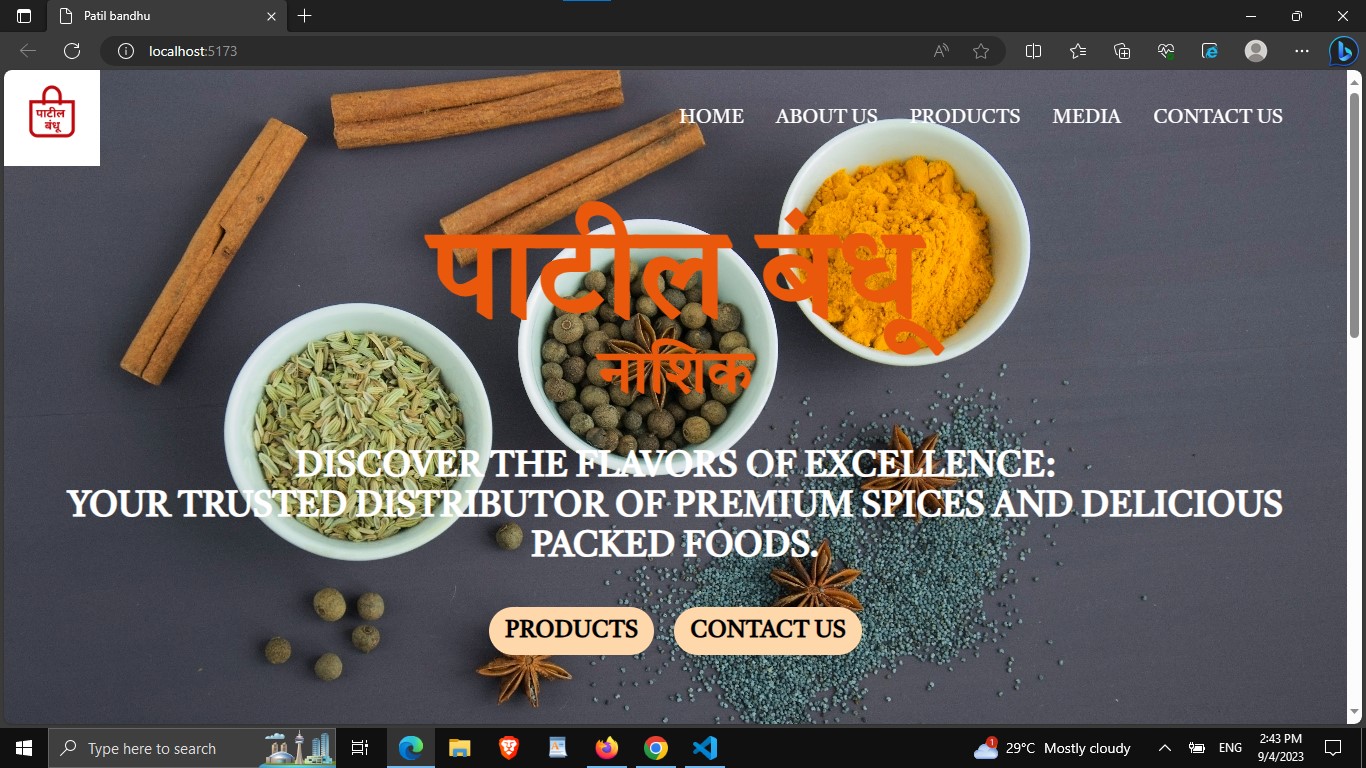 Patil bandhu
localhost:5173
पाटील
बंधू
HOME ABOUT US PRODUCTS MEDIA CONTACT US
पाटील बंधू
नाशिक
DISCOVER THE FLAVORS OF EXCELLENCE:
YOUR TRUSTED DISTRIBUTOR OF PREMIUM SPICES AND DELICIOUS
PACKED FOODS.
PRODUCTS CONTACT US
Type here to search
1
29°C Mostly cloudy
ENG
2:43 PM
9/4/2023